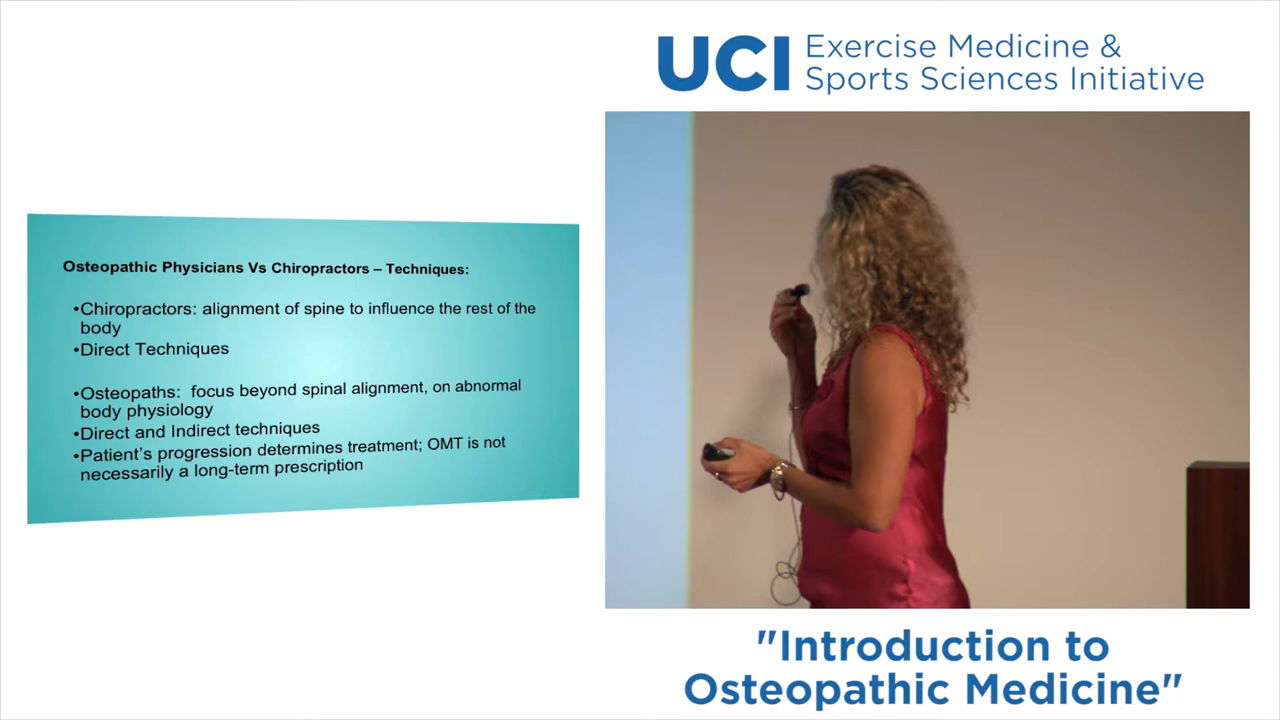 UCI Exercise Medicine &
Sports Sciences Initiative
Osteopathic Physicians Vs Chiropractors – Techniques:
•Chiropractors: alignment of spine to influence the rest of the
body
•Direct Techniques
•Osteopaths: focus beyond spinal alignment, on abnormal
body physiology
•Direct and Indirect techniques
•Patient's progression determines treatment; OMT is not
necessarily a long-term prescription
"Introduction to
Osteopathic Medicine"